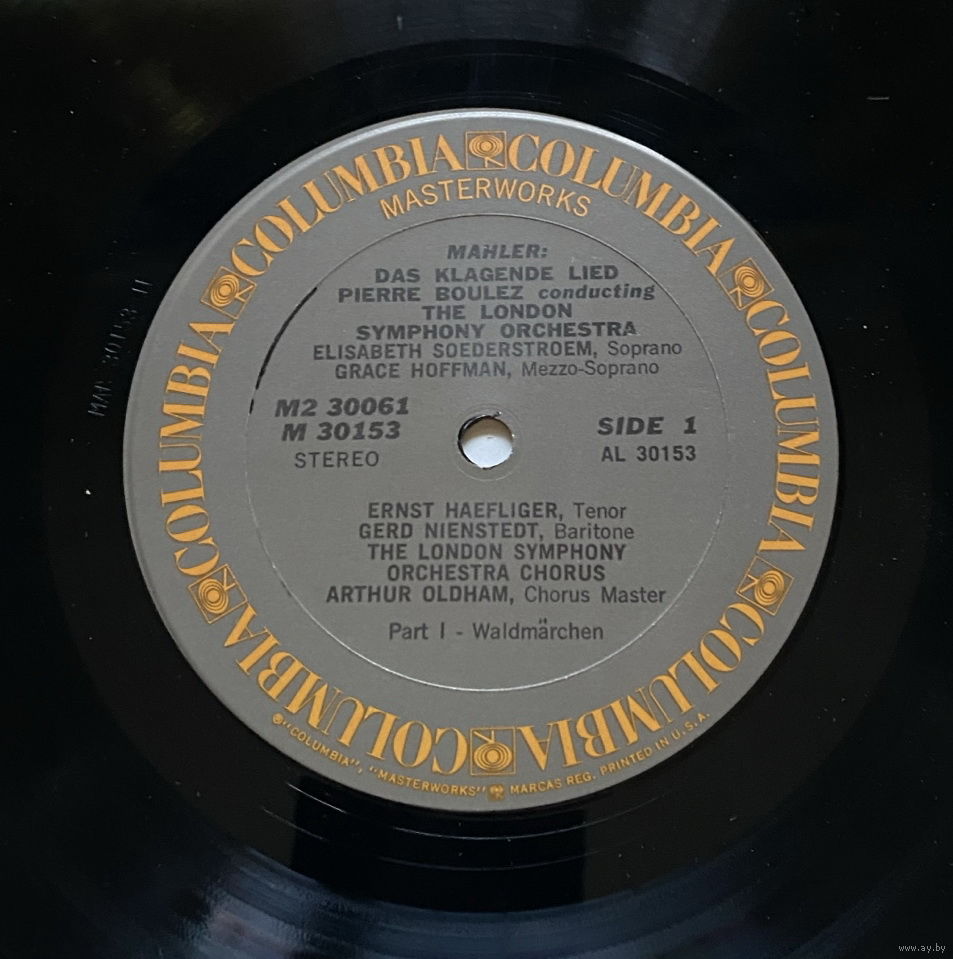 COLUMBIA COLUMBIA COLUMBIA COLUMBIA COLUMBIA COLUMBIA COLUMBIA COLUMBIA
MASTERWORKS
MAHLER:
DAS KLAGENDE LIED
PIERRE BOULEZ conducting
THE LONDON
SYMPHONY ORCHESTRA
ELISABETH SOEDERSTROEM, Soprano
GRACE HOFFMAN, Mezzo-Soprano
M2 30061
M 30153
STEREO
SIDE 1
AL 30153
ERNST HAEFLIGER, Tenor
GERD NIENSTEDT, Baritone
THE LONDON SYMPHONY
ORCHESTRA CHORUS
ARTHUR OLDHAM, Chorus Master
Part I - Waldmärchen
®"COLUMBIA", "MASTERWORKS" MARCAS REG. PRINTED IN U.S.A.
www.ay.by